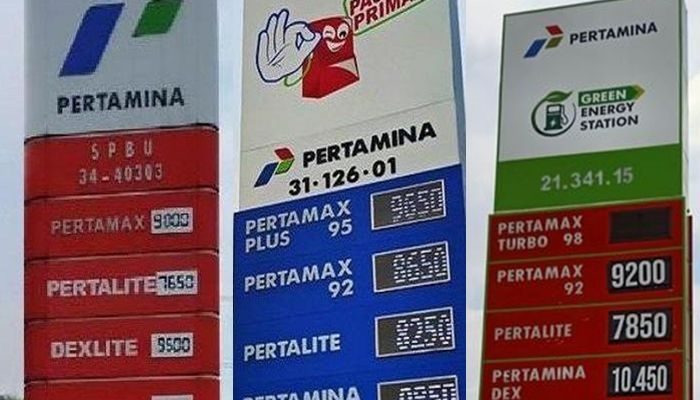 PERTAMINA
SPBU
34-40303
PERTAMAX 9000
PERTALITE 7650
DEXLITE
PAS
PRIMA
PERTAMINA
31·126·01
PERTAMAX
PLUS 95 9650
PERTAMAX
92 8650
PERTALITE 8250
PERTAMINA
PERTAMINA
GREEN
ENERGY
STATION
21.341.15
PERTAMAX
TURBO 98
PERTAMAX
92 9200
PERTALITE 7850
PERTAMINA
DEX 10.450